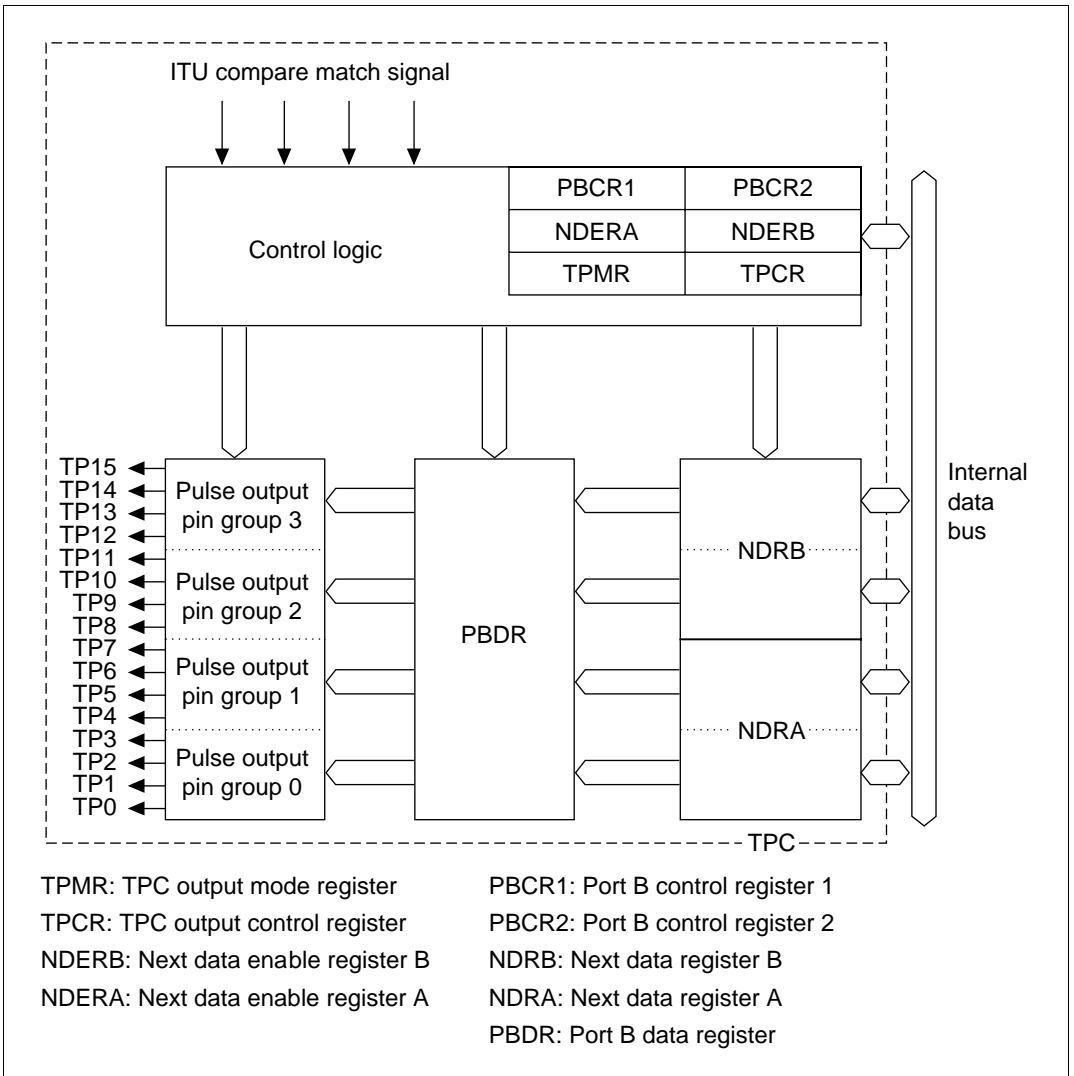 ITU compare match signal
Control logic
PBCR1 PBCR2
NDERA NDERB
TPMR TPCR
Internal
data
bus
TP15
TP14
TP13
TP12
TP11
TP10
TP9
TP8
TP7
TP6
TP5
TP4
TP3
TP2
TP1
TP0
Pulse output
pin group 3
Pulse output
pin group 2
Pulse output
pin group 1
Pulse output
pin group 0
PBDR
NDRB
NDRA
TPC
TPMR: TPC output mode register
TPCR: TPC output control register
NDERB: Next data enable register B
NDERA: Next data enable register A
PBCR1: Port B control register 1
PBCR2: Port B control register 2
NDRB: Next data register B
NDRA: Next data register A
PBDR: Port B data register